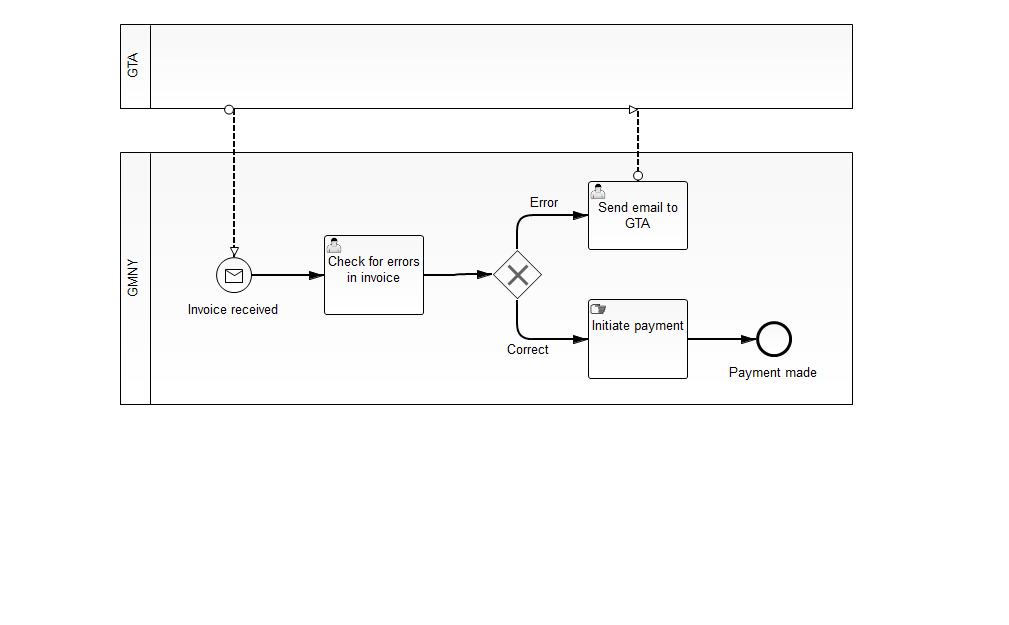 GTA
GMNY
Invoice received
Check for errors
in invoice
Error
Correct
Send email to
GTA
Initiate payment
Payment made